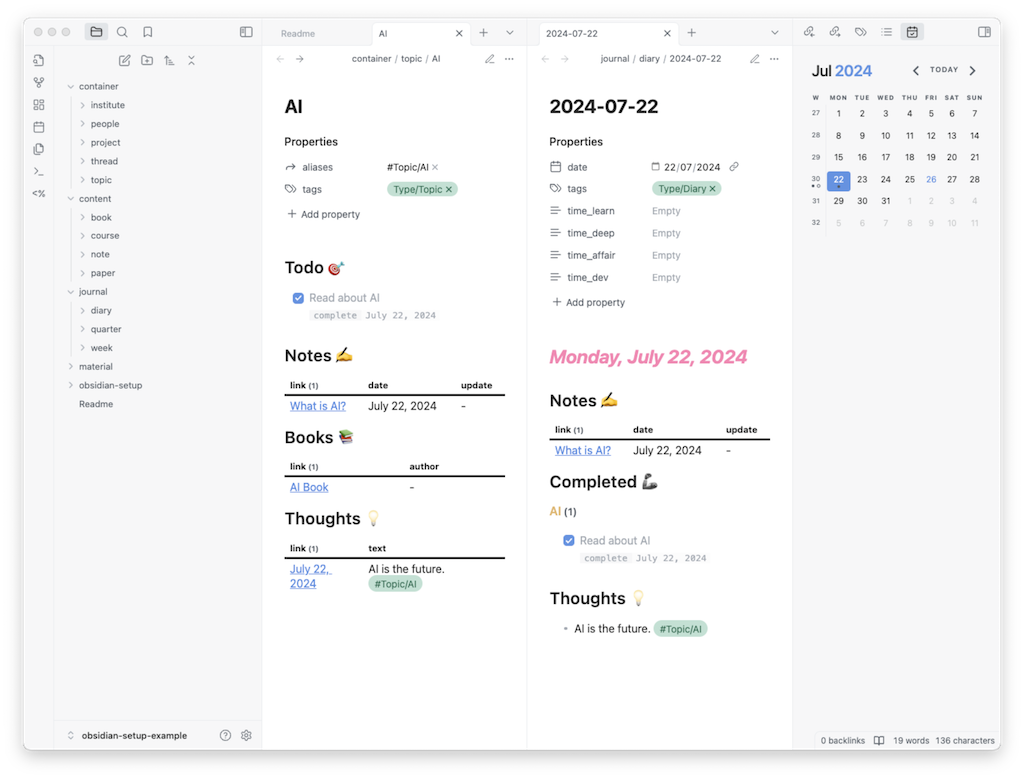 container
institute
people
project
thread
topic
content
book
course
note
paper
journal
diary
quarter
week
material
obsidian-setup
Readme
obsidian-setup-example
Readme
AI
container / topic / AI
AI
Properties
aliases #Topic/AI
tags Type/Topic
Add property
Todo 🎯
Read about AI
complete July 22, 2024
Notes ✍️
link (1) date update
What is AI? July 22, 2024 -
Books 📚
link (1) author
AI Book -
Thoughts 💡
link (1) text
July 22, AI is the future.
2024 #Topic/AI
2024-07-22
journal / diary / 2024-07-22
2024-07-22
Properties
date 22/07/2024
tags Type/Diary
time_learn Empty
time_deep Empty
time_affair Empty
time_dev Empty
Add property
Monday, July 22, 2024
Notes ✍️
link (1) date update
What is AI? July 22, 2024 -
Completed 🦾
AI (1)
Read about AI
complete July 22, 2024
Thoughts 💡
AI is the future. #Topic/AI
Jul 2024
TODAY
W MON TUE WED THU FRI SAT SUN
27 1 2 3 4 5 6 7
28 8 9 10 11 12 13 14
29 15 16 17 18 19 20 21
30 22 23 24 25 26 27 28
31 29 30 31 1 2 3 4
32 5 6 7 8 9 10 11
0 backlinks 19 words 136 characters